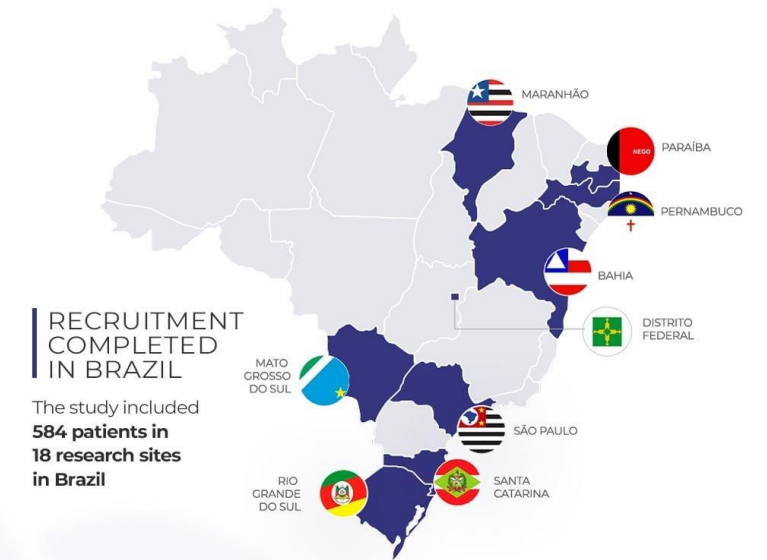 MARANHÃO
NEGO
PARAÍBA
PERNAMBUCO
BAHIA
DISTRITO
FEDERAL
RECRUITMENT
COMPLETED
IN BRAZIL
The study included
584 patients in
18 research sites
in Brazil
MATO
GROSSO
DO SUL
SÃO PAULO
RIO
GRANDE
DO SUL
SANTA
CATARINA